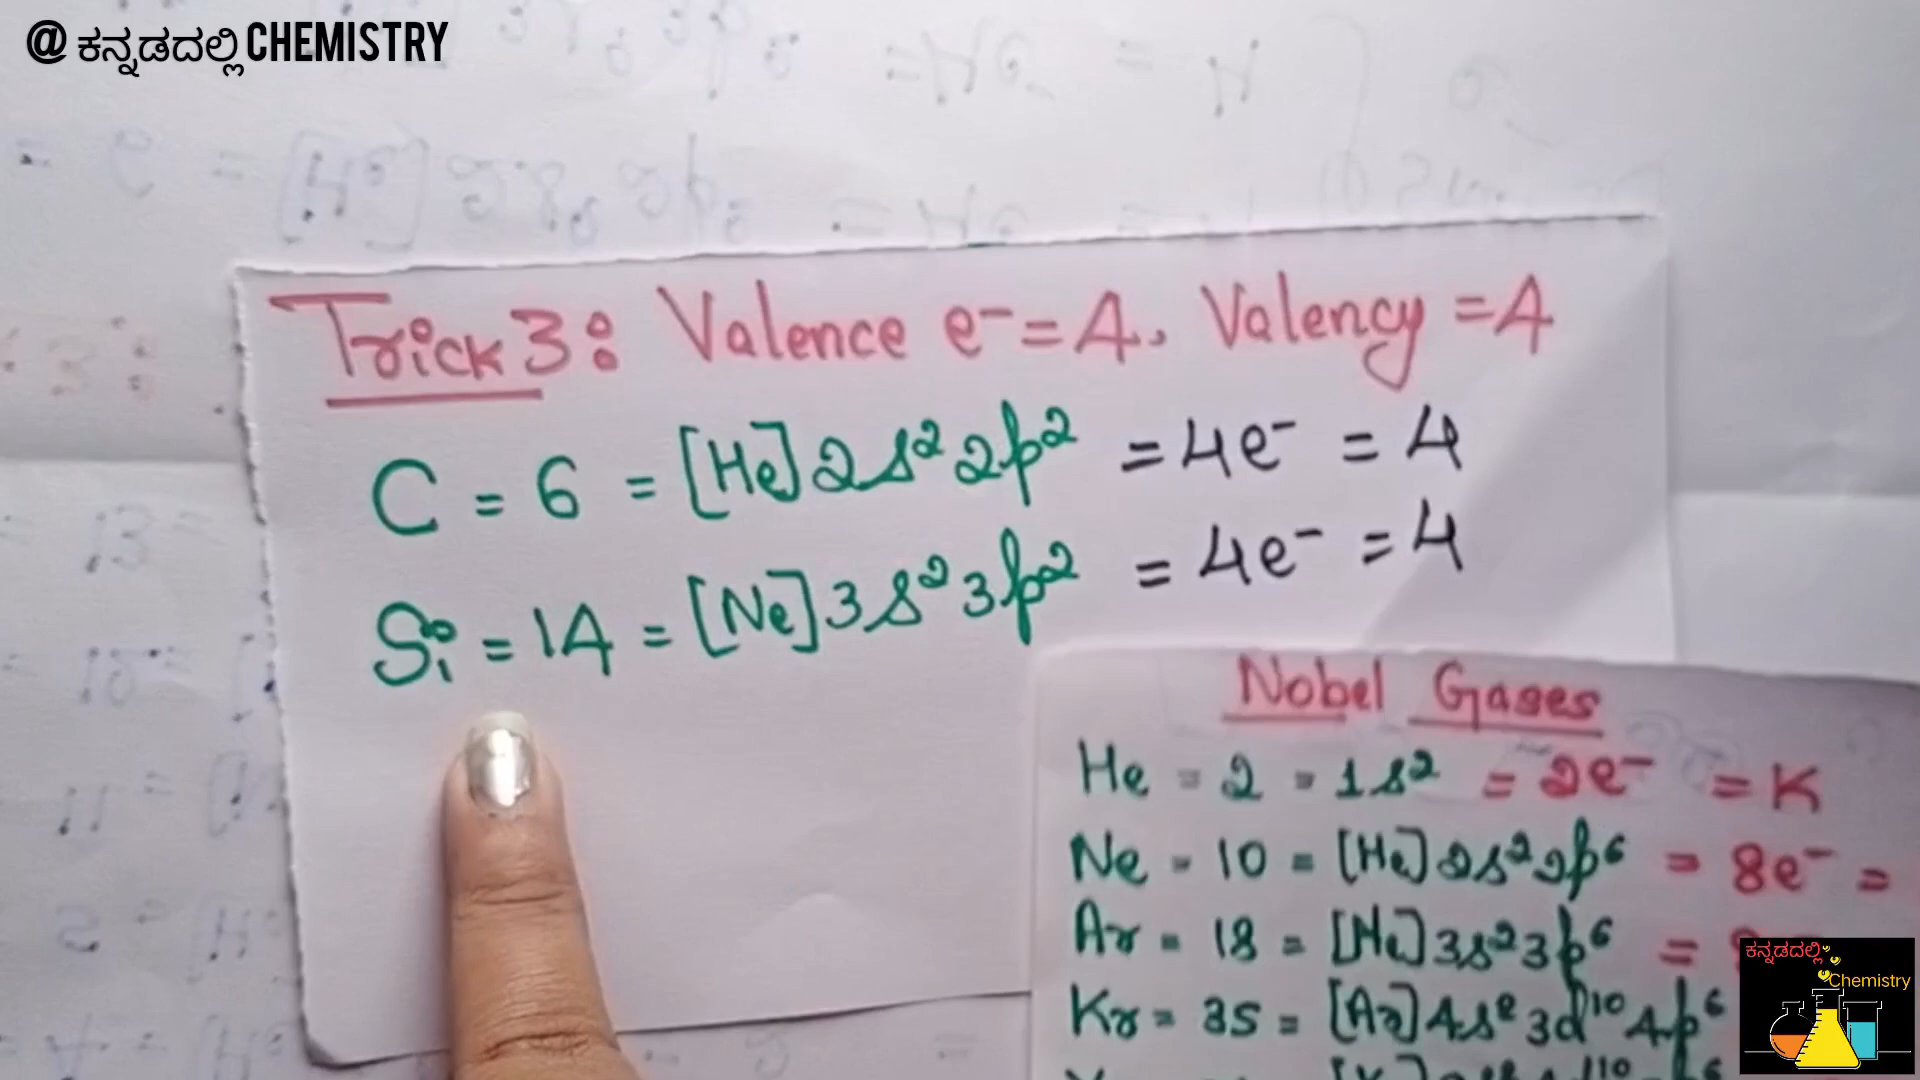 @ ಕನ್ನಡದಲ್ಲಿ CHEMISTRY
Trick 3: Valence e⁻ = 4, Valency = 4
C = 6 = [He] 2s² 2p² = 4e⁻ = 4
Si = 14 = [Ne] 3s² 3p² = 4e⁻ = 4
Nobel Gases
He = 2 = 1s² = 2e⁻ = K
Ne = 10 = [He] 2s² 2p⁶ = 8e⁻ =
Ar = 18 = [Ne] 3s² 3p⁶ =
Kr = 35 = [Ar] 4s² 3d¹⁰ 4p⁶
ಕನ್ನಡದಲ್ಲಿ
Chemistry